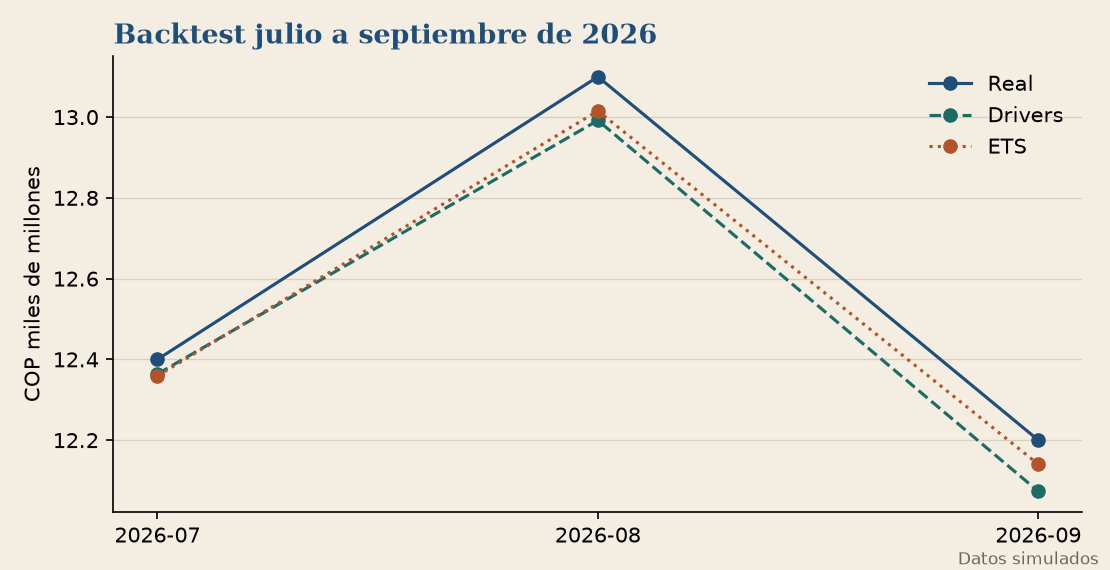 Backtest julio a septiembre de 2026
Real
Drivers
ETS
COP miles de millones
13.0
12.8
12.6
12.4
12.2
2026-07
2026-08
2026-09
Datos simulados